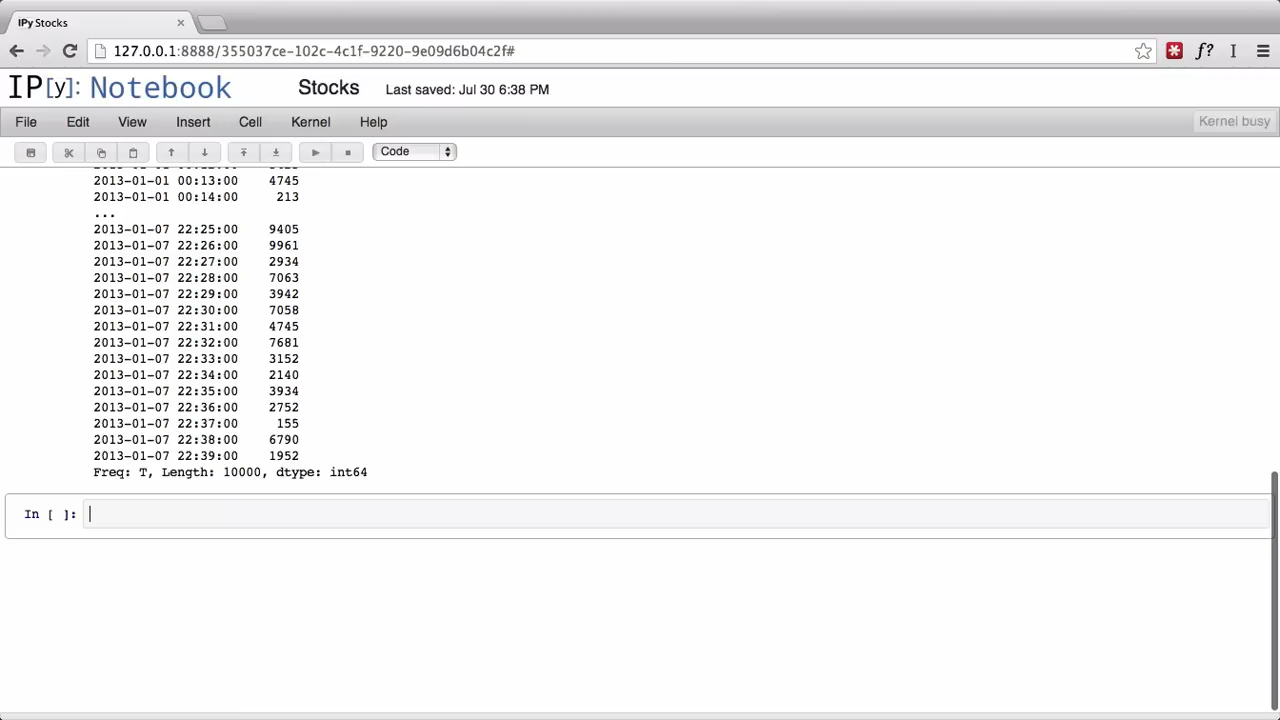 IPy Stocks
127.0.0.1:8888/355037ce-102c-4c1f-9220-9e09d6b04c2f#
f?
IP[y]: Notebook Stocks Last saved: Jul 30 6:38 PM
File Edit View Insert Cell Kernel Help Kernel busy
Code
2013-01-01 00:13:00 4745
2013-01-01 00:14:00 213
...
2013-01-07 22:25:00 9405
2013-01-07 22:26:00 9961
2013-01-07 22:27:00 2934
2013-01-07 22:28:00 7063
2013-01-07 22:29:00 3942
2013-01-07 22:30:00 7058
2013-01-07 22:31:00 4745
2013-01-07 22:32:00 7681
2013-01-07 22:33:00 3152
2013-01-07 22:34:00 2140
2013-01-07 22:35:00 3934
2013-01-07 22:36:00 2752
2013-01-07 22:37:00 155
2013-01-07 22:38:00 6790
2013-01-07 22:39:00 1952
Freq: T, Length: 10000, dtype: int64
In [ ]: